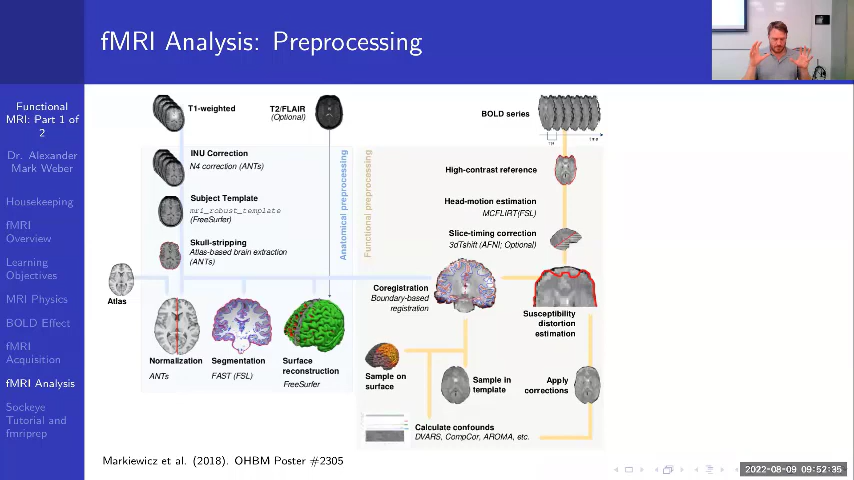 fMRI Analysis: Preprocessing
Functional
MRI: Part 1 of
2
Dr. Alexander
Mark Weber
Housekeeping
fMRI
Overview
Learning
Objectives
MRI Physics
BOLD Effect
fMRI
Acquisition
fMRI Analysis
Sockeye
Tutorial and
fmriprep
T1-weighted
T2/FLAIR
(Optional)
BOLD series
INU Correction
N4 correction (ANTs)
Subject Template
mri_robust_template
(FreeSurfer)
Skull-stripping
Atlas-based brain extraction
(ANTs)
Anatomical preprocessing
Functional preprocessing
High-contrast reference
Head-motion estimation
MCFLIRT(FSL)
Slice-timing correction
3dTshift (AFNI; Optional)
Atlas
Coregistration
Boundary-based
registration
Susceptibility
distortion
estimation
Normalization
ANTs
Segmentation
FAST (FSL)
Surface
reconstruction
FreeSurfer
Sample on
surface
Sample in
template
Apply
corrections
Calculate confounds
DVARS, CompCor, AROMA, etc.
Markiewicz et al. (2018). OHBM Poster #2305
2022-08-09 09:52:35